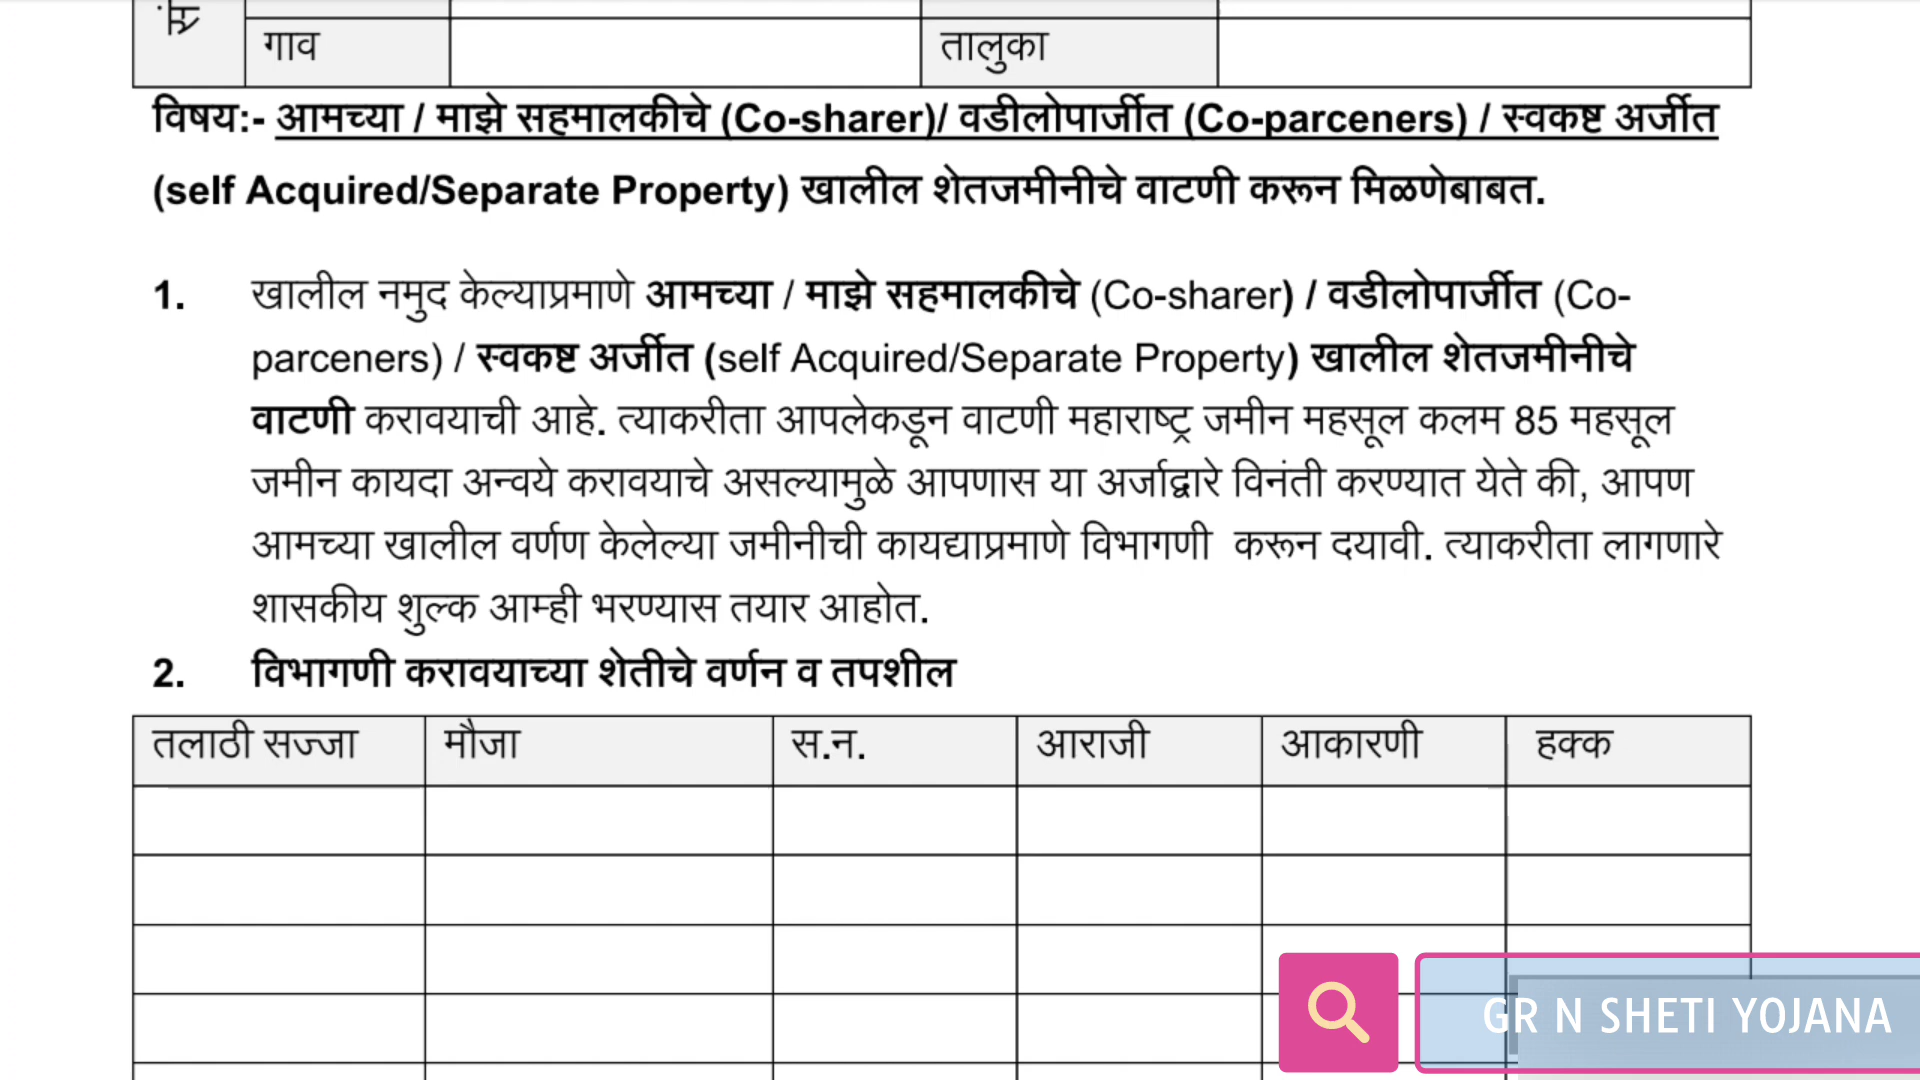 गाव तालुका
विषय:- आमच्या / माझे सहमालकीचे (Co-sharer)/ वडीलोपार्जीत (Co-parceners) / स्वकष्ट अर्जीत
(self Acquired/Separate Property) खालील शेतजमीनीचे वाटणी करून मिळणेबाबत.
1. खालील नमुद केल्याप्रमाणे आमच्या / माझे सहमालकीचे (Co-sharer) / वडीलोपार्जीत (Co-
parceners) / स्वकष्ट अर्जीत (self Acquired/Separate Property) खालील शेतजमीनीचे
वाटणी करावयाची आहे. त्याकरीता आपलेकडून वाटणी महाराष्ट्र जमीन महसूल कलम 85 महसूल
जमीन कायदा अन्वये करावयाचे असल्यामुळे आपणास या अर्जाद्वारे विनंती करण्यात येते की, आपण
आमच्या खालील वर्णण केलेल्या जमीनीची कायद्याप्रमाणे विभागणी करून दयावी. त्याकरीता लागणारे
शासकीय शुल्क आम्ही भरण्यास तयार आहोत.
2. विभागणी करावयाच्या शेतीचे वर्णन व तपशील
तलाठी सज्जा मौजा स.न. आराजी आकारणी हक्क
GR N SHETI YOJANA